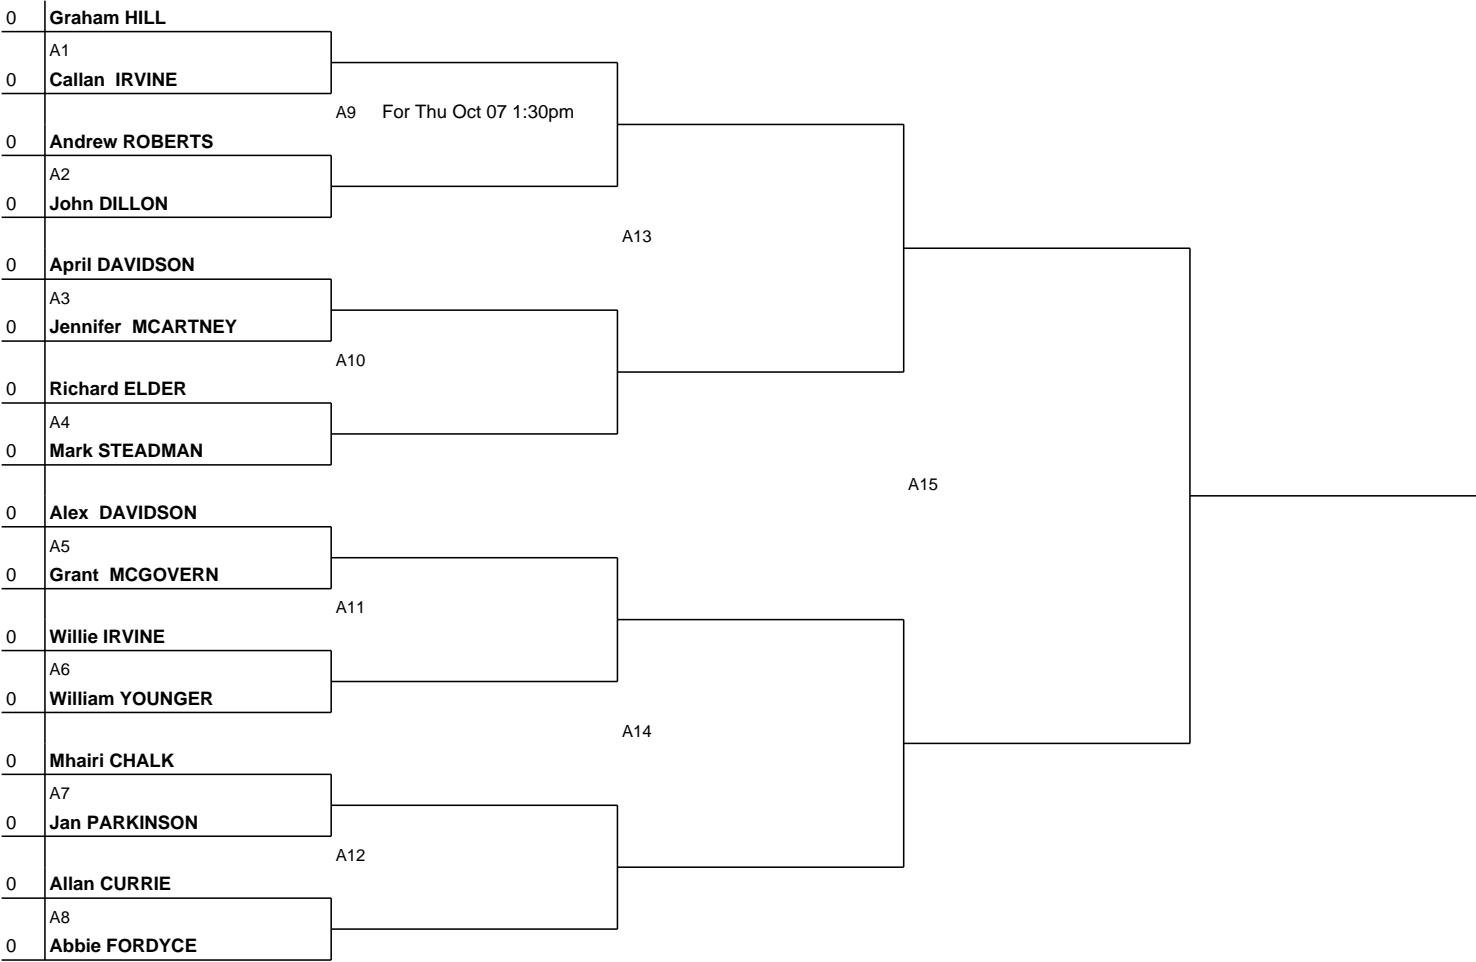 0 Graham HILL
A1
0 Callan IRVINE
A9 For Thu Oct 07 1:30pm
0 Andrew ROBERTS
A2
0 John DILLON
A13
0 April DAVIDSON
A3
0 Jennifer MCARTNEY
A10
0 Richard ELDER
A4
0 Mark STEADMAN
A15
0 Alex DAVIDSON
A5
0 Grant MCGOVERN
A11
0 Willie IRVINE
A6
0 William YOUNGER
A14
0 Mhairi CHALK
A7
0 Jan PARKINSON
A12
0 Allan CURRIE
A8
0 Abbie FORDYCE